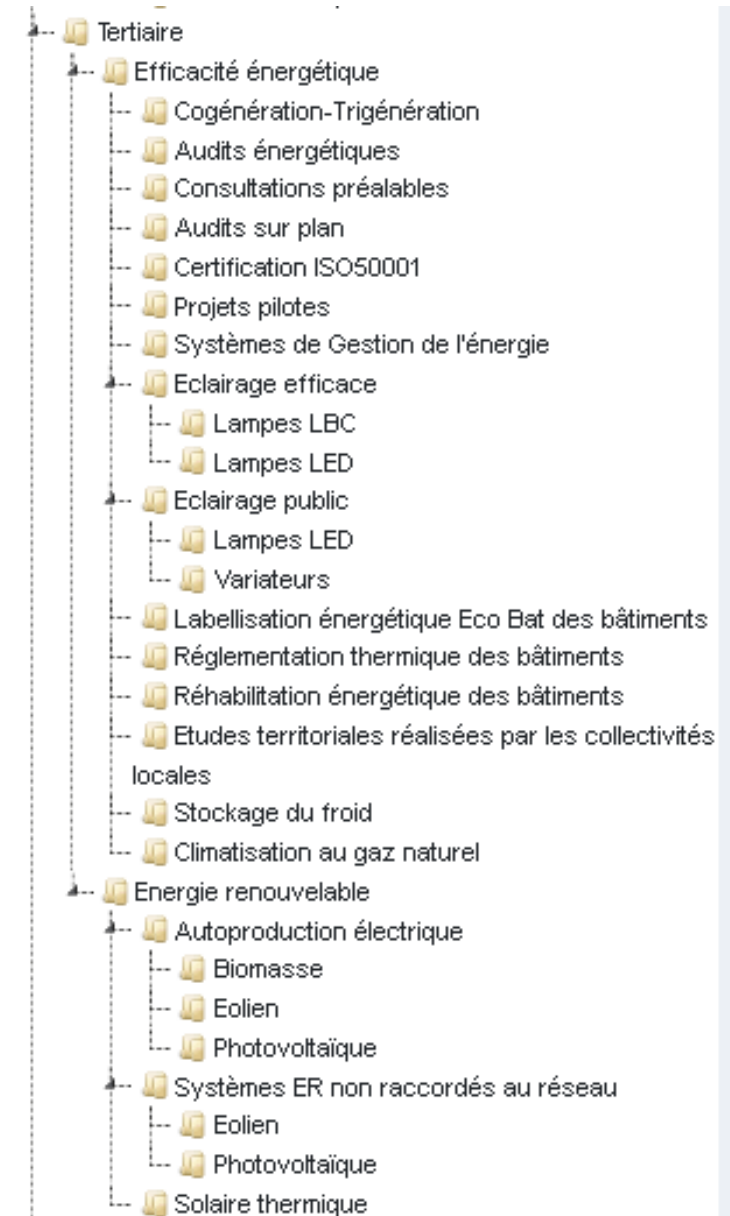 Tertiaire
Efficacité énergétique
Cogénération-Trigénération
Audits énergétiques
Consultations préalables
Audits sur plan
Certification ISO50001
Projets pilotes
Systèmes de Gestion de l'énergie
Eclairage efficace
Lampes LBC
Lampes LED
Eclairage public
Lampes LED
Variateurs
Labellisation énergétique Eco Bat des bâtiments
Réglementation thermique des bâtiments
Réhabilitation énergétique des bâtiments
Etudes territoriales réalisées par les collectivités
locales
Stockage du froid
Climatisation au gaz naturel
Energie renouvelable
Autoproduction électrique
Biomasse
Eolien
Photovoltaïque
Systèmes ER non raccordés au réseau
Eolien
Photovoltaïque
Solaire thermique